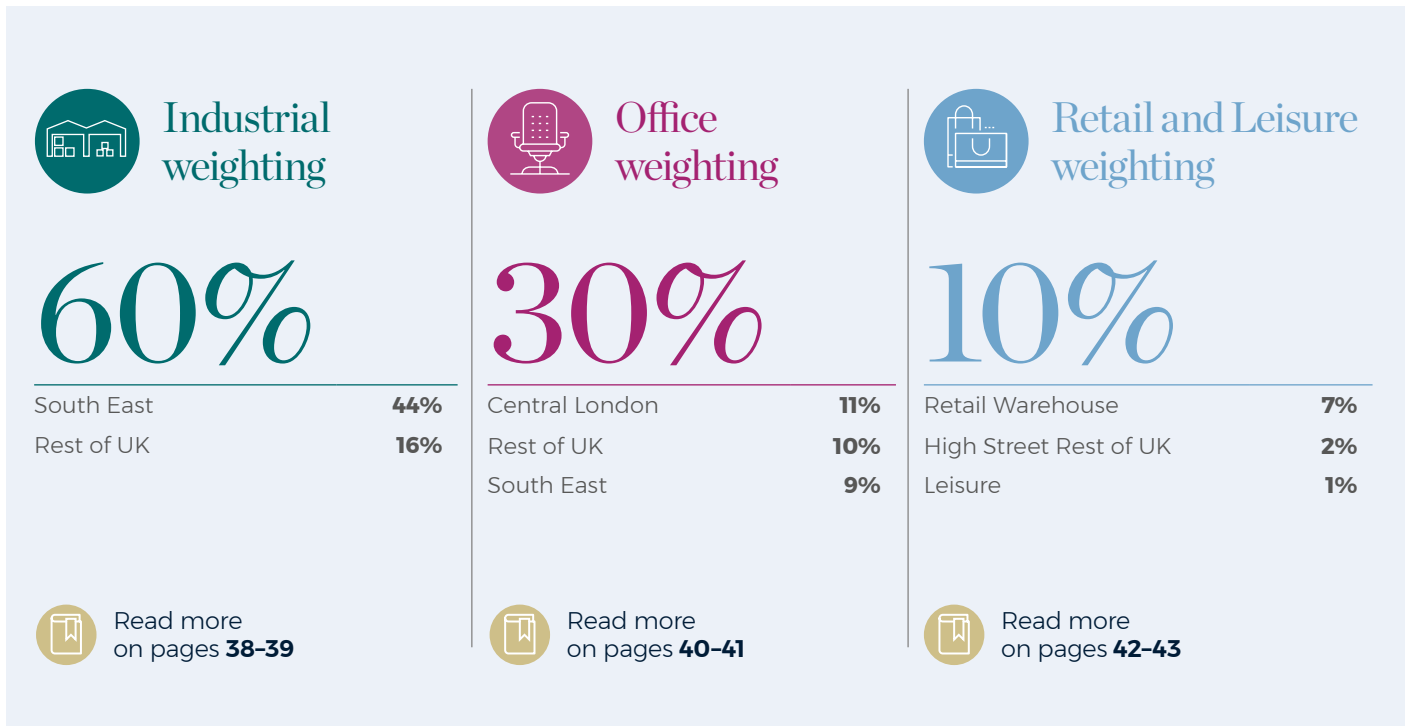 Industrial
weighting
60%
South East 44%
Rest of UK 16%
Read more
on pages 38–39
Office
weighting
30%
Central London 11%
Rest of UK 10%
South East 9%
Read more
on pages 40–41
Retail and Leisure
weighting
10%
Retail Warehouse 7%
High Street Rest of UK 2%
Leisure 1%
Read more
on pages 42–43